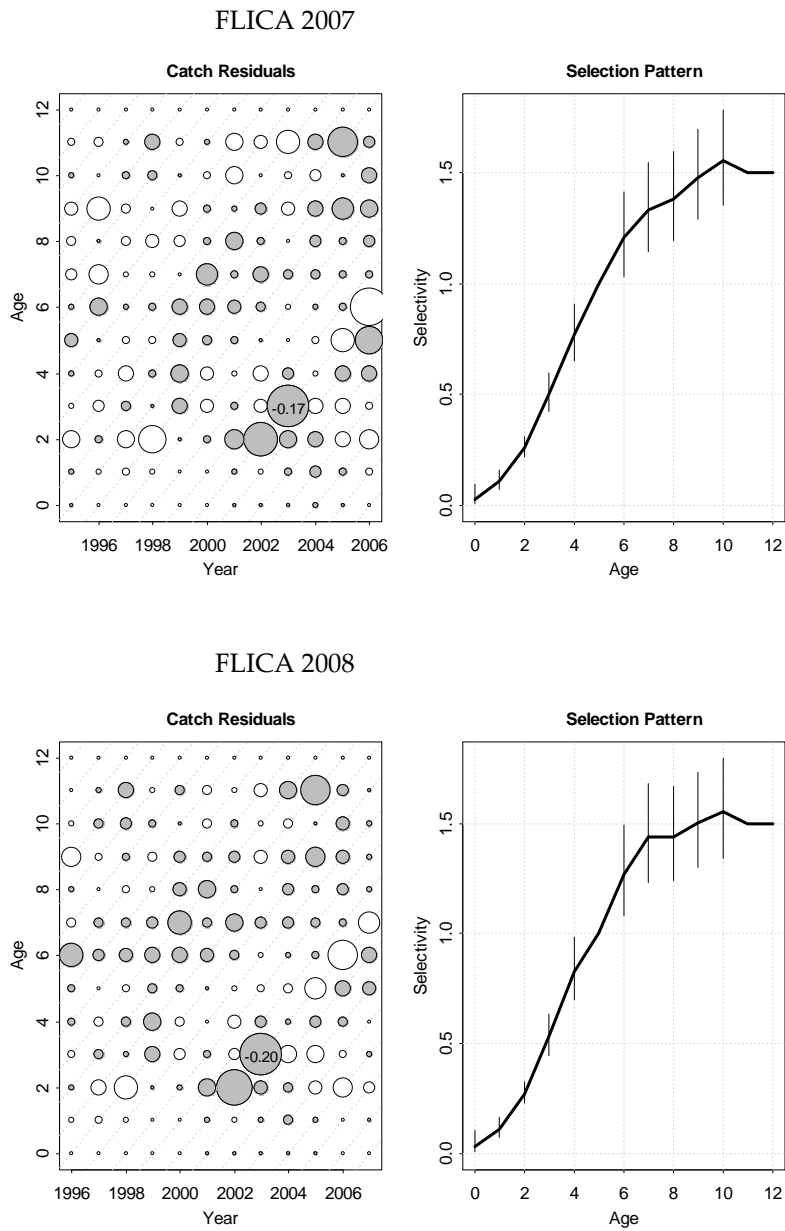 FLICA 2007
Catch Residuals
Selection Pattern
12
10
8
6
4
2
0
Age
1996 1998 2000 2002 2004 2006
Year
-0.17
1.5
1.0
0.5
0.0
Selectivity
0 2 4 6 8 10 12
Age
FLICA 2008
Catch Residuals
Selection Pattern
12
10
8
6
4
2
0
Age
1996 1998 2000 2002 2004 2006
Year
-0.20
1.5
1.0
0.5
0.0
Selectivity
0 2 4 6 8 10 12
Age